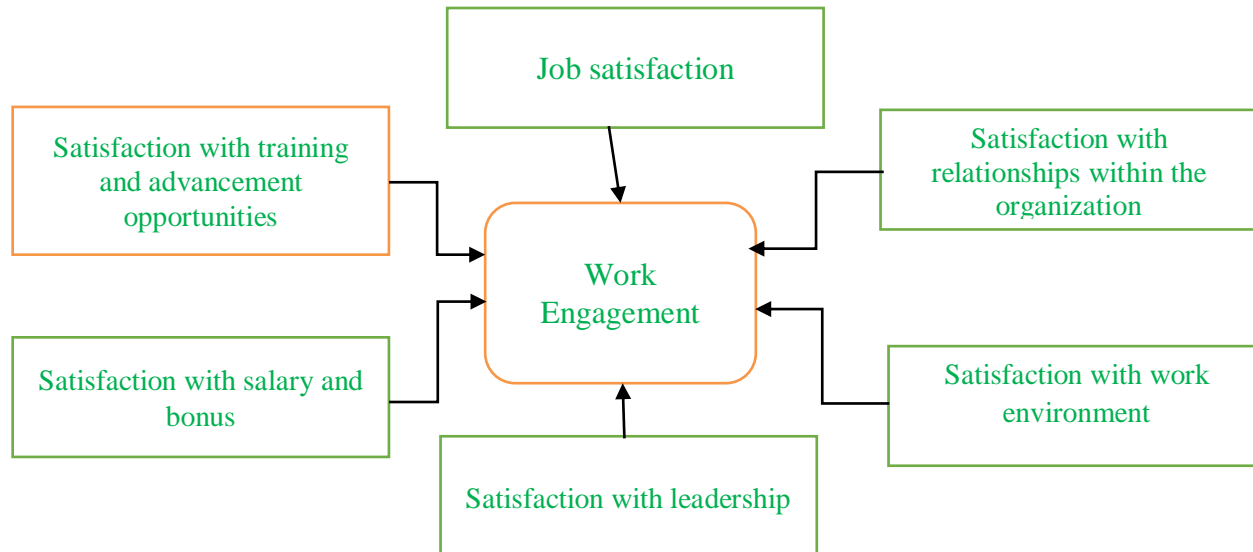 Job satisfaction
Satisfaction with training
and advancement
opportunities
Satisfaction with
relationships within the
organization
Work
Engagement
Satisfaction with salary and
bonus
Satisfaction with work
environment
Satisfaction with leadership